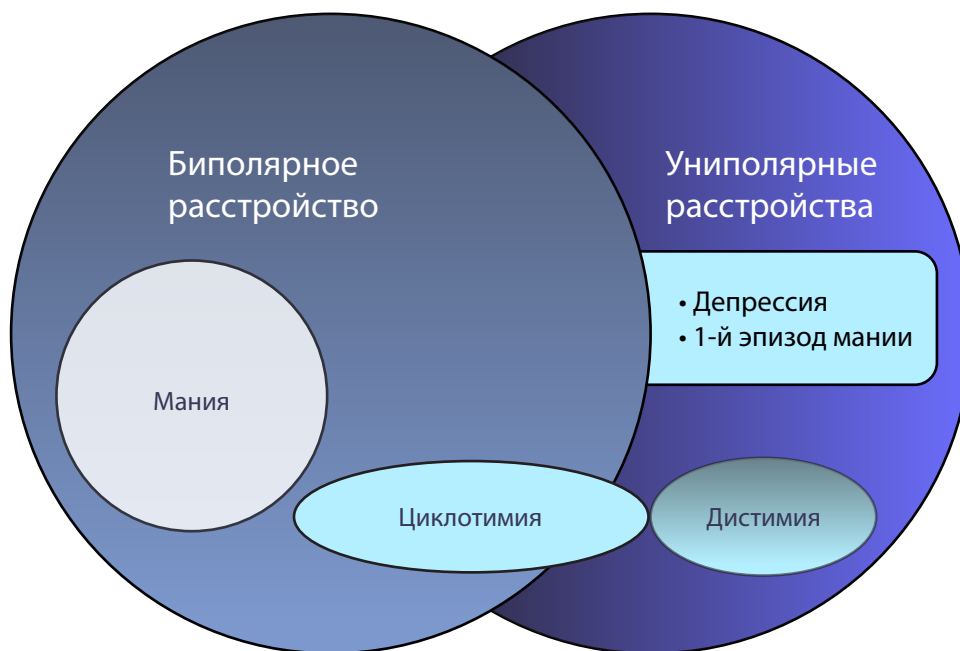 Биполярное
расстройство
Униполярные
расстройства
• Депрессия
• 1-й эпизод мании
Мания
Циклотимия
Дистимия